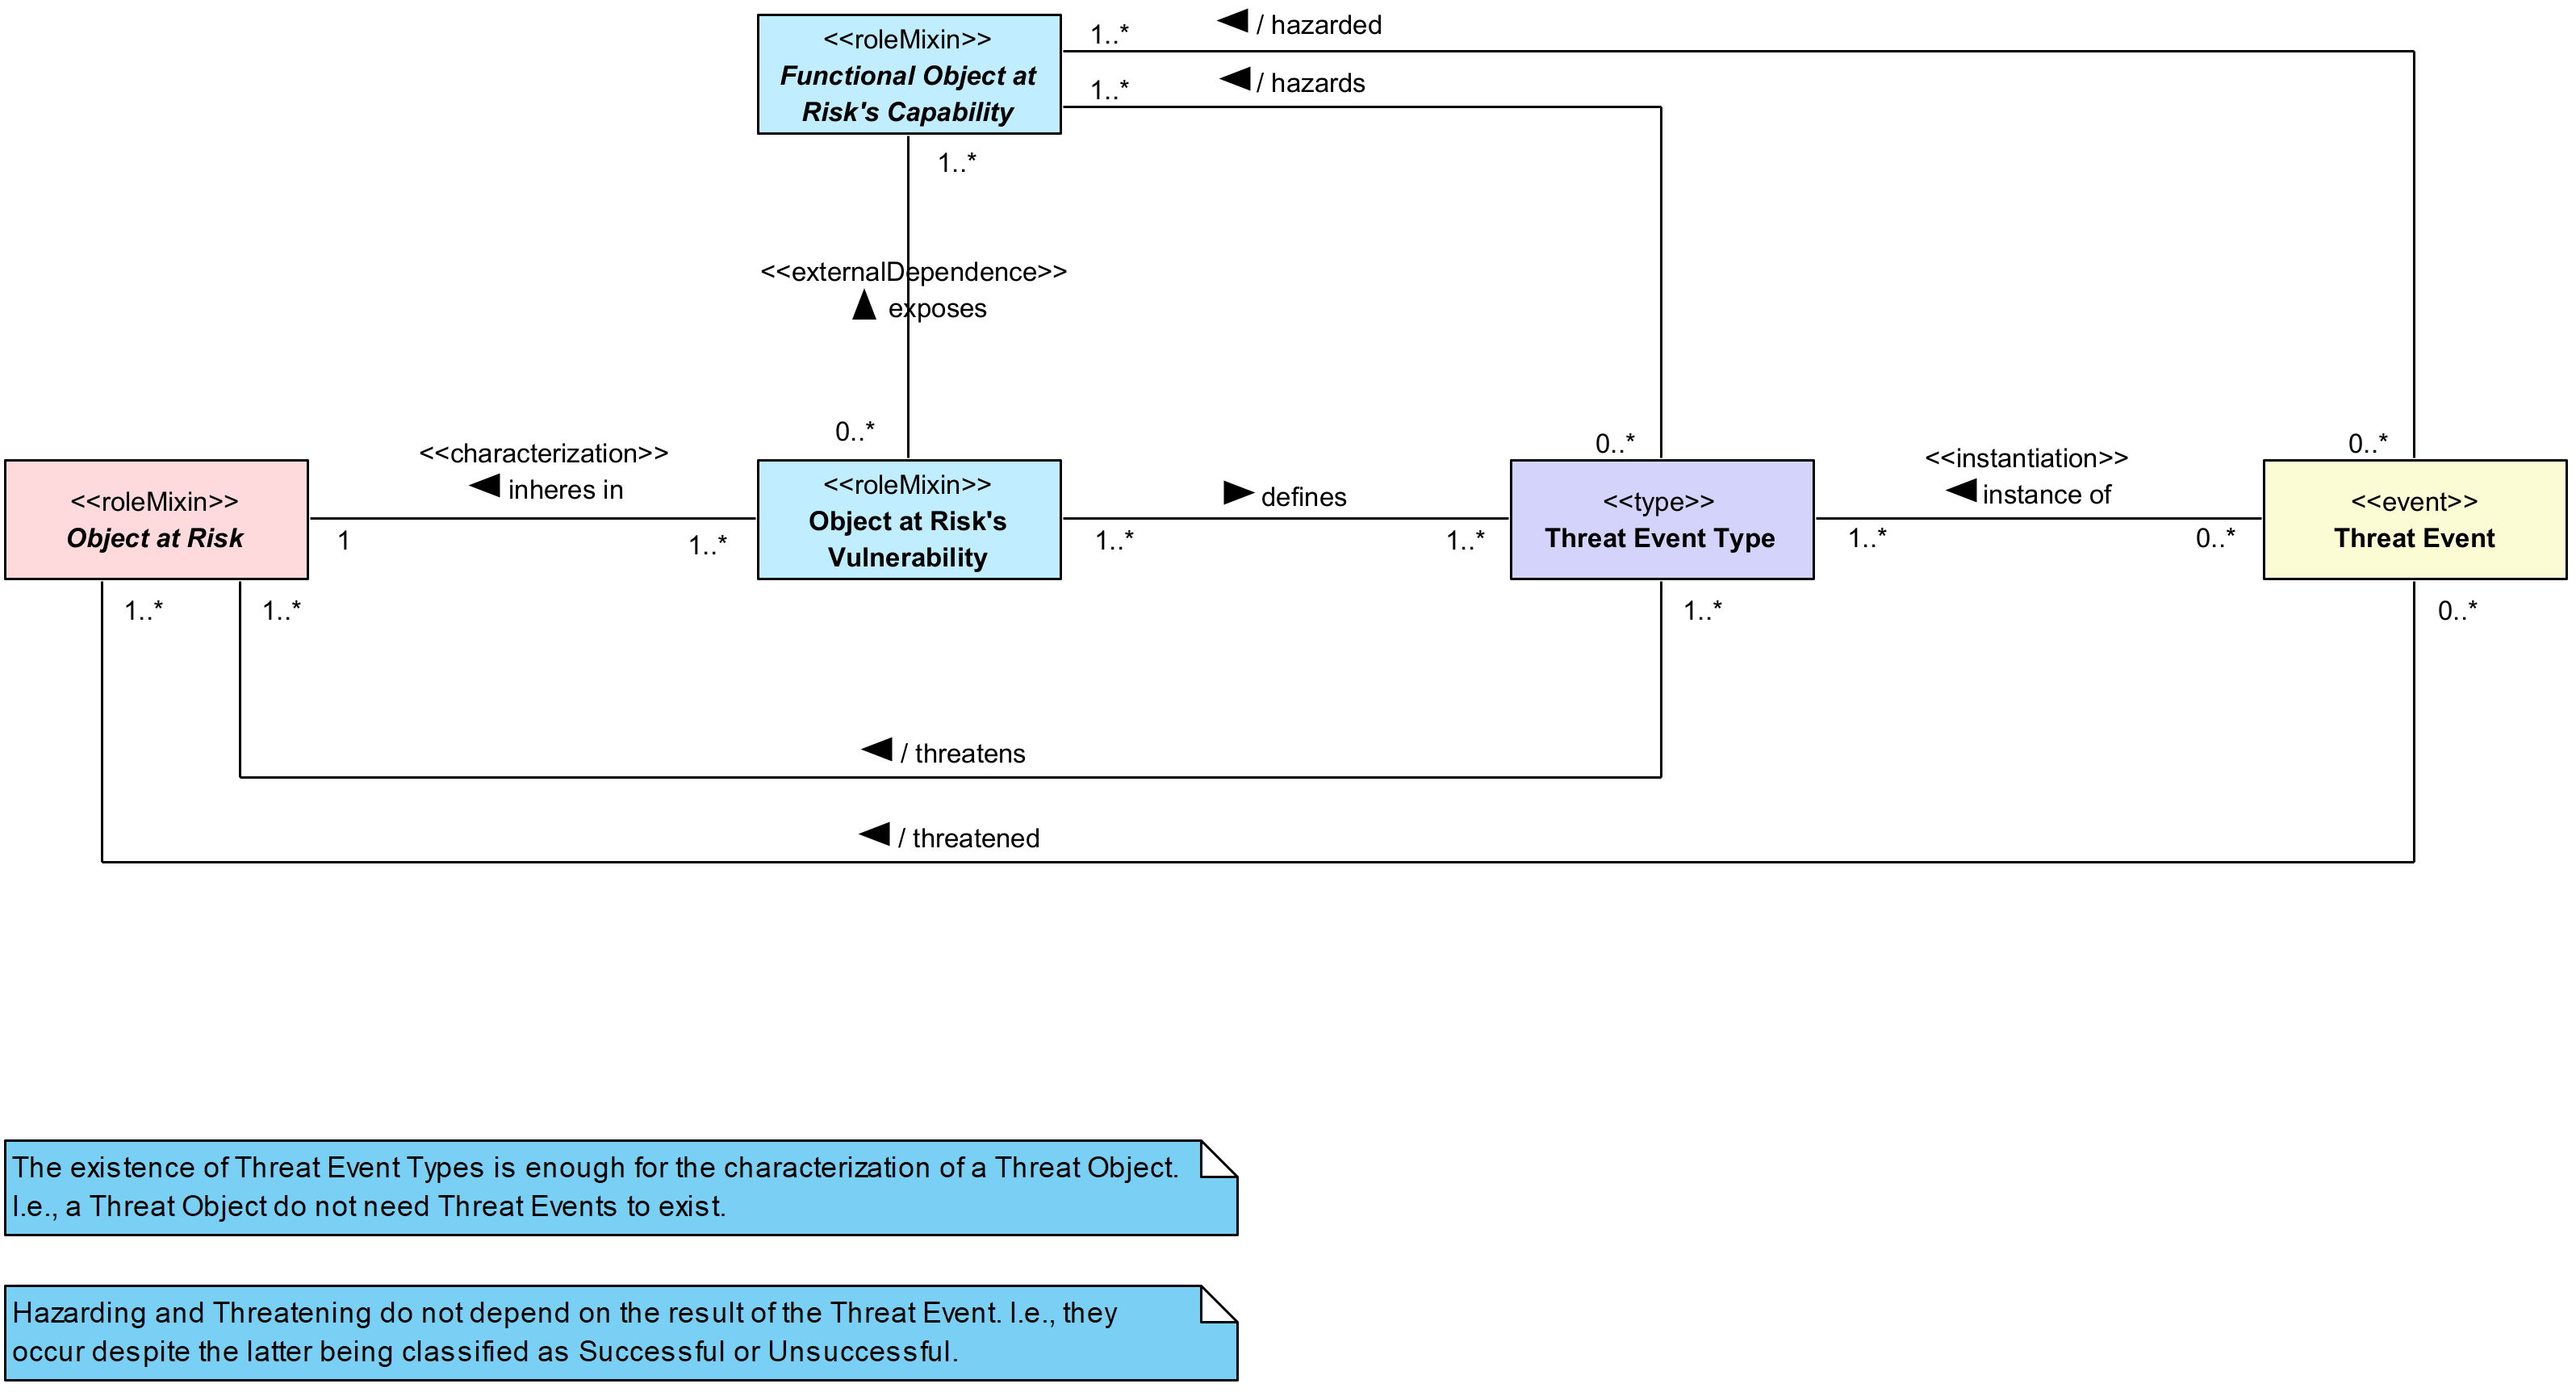 <<roleMixin>>
Functional Object at
Risk's Capability
1..*
/ hazarded
1..*
/ hazards
1..*
<<externalDependence>>
exposes
0..*
<<roleMixin>>
Object at Risk
<<characterization>>
inheres in
1
1..*
<<roleMixin>>
Object at Risk's
Vulnerability
defines
1..*
1..*
0..*
<<type>>
Threat Event Type
<<instantiation>>
instance of
1..*
0..*
0..*
<<event>>
Threat Event
1..*
1..*
1..*
0..*
/ threatens
/ threatened
The existence of Threat Event Types is enough for the characterization of a Threat Object.
I.e., a Threat Object do not need Threat Events to exist.
Hazarding and Threatening do not depend on the result of the Threat Event. I.e., they
occur despite the latter being classified as Successful or Unsuccessful.